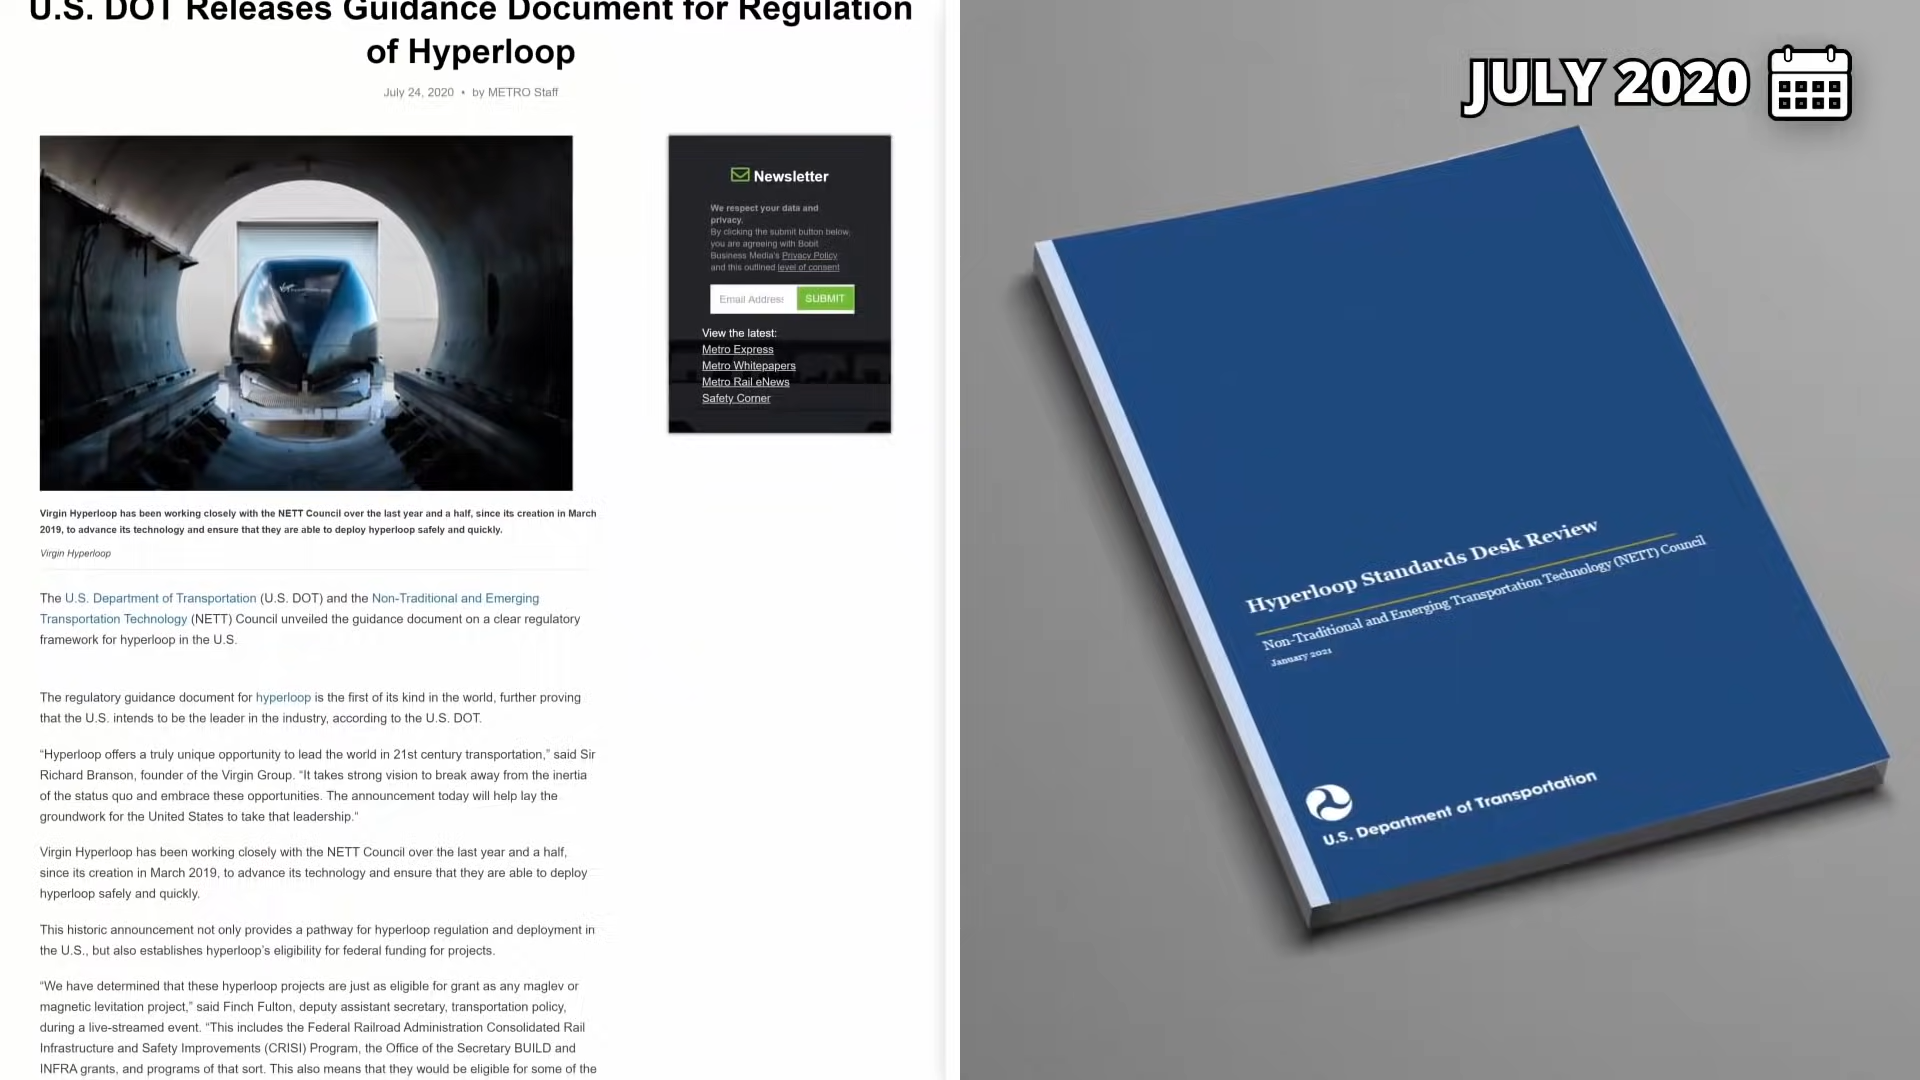 U.S. DOT Releases Guidance Document for Regulation
of Hyperloop
July 24, 2020 • by METRO Staff
Newsletter
We respect your data and
privacy.
By clicking the submit button below,
you are agreeing with Bobit
Business Media's Privacy Policy
and this outlined level of consent
Email Address
SUBMIT
View the latest:
Metro Express
Metro Whitepapers
Metro Rail eNews
Safety Corner
Virgin Hyperloop has been working closely with the NETT Council over the last year and a half, since its creation in March
2019, to advance its technology and ensure that they are able to deploy hyperloop safely and quickly.
Virgin Hyperloop
The U.S. Department of Transportation (U.S. DOT) and the Non-Traditional and Emerging
Transportation Technology (NETT) Council unveiled the guidance document on a clear regulatory
framework for hyperloop in the U.S.
The regulatory guidance document for hyperloop is the first of its kind in the world, further proving
that the U.S. intends to be the leader in the industry, according to the U.S. DOT.
“Hyperloop offers a truly unique opportunity to lead the world in 21st century transportation,” said Sir
Richard Branson, founder of the Virgin Group. “It takes strong vision to break away from the inertia
of the status quo and embrace these opportunities. The announcement today will help lay the
groundwork for the United States to take that leadership.”
Virgin Hyperloop has been working closely with the NETT Council over the last year and a half,
since its creation in March 2019, to advance its technology and ensure that they are able to deploy
hyperloop safely and quickly.
This historic announcement not only provides a pathway for hyperloop regulation and deployment in
the U.S., but also establishes hyperloop’s eligibility for federal funding for projects.
“We have determined that these hyperloop projects are just as eligible for grant as any maglev or
magnetic levitation project,” said Finch Fulton, deputy assistant secretary, transportation policy,
during a live-streamed event. “This includes the Federal Railroad Administration Consolidated Rail
Infrastructure and Safety Improvements (CRISI) Program, the Office of the Secretary BUILD and
INFRA grants, and programs of that sort. This also means that they would be eligible for some of the
JULY 2020
Hyperloop Standards Desk Review
Non-Traditional and Emerging Transportation Technology (NETT) Council
January 2021
U.S. Department of Transportation